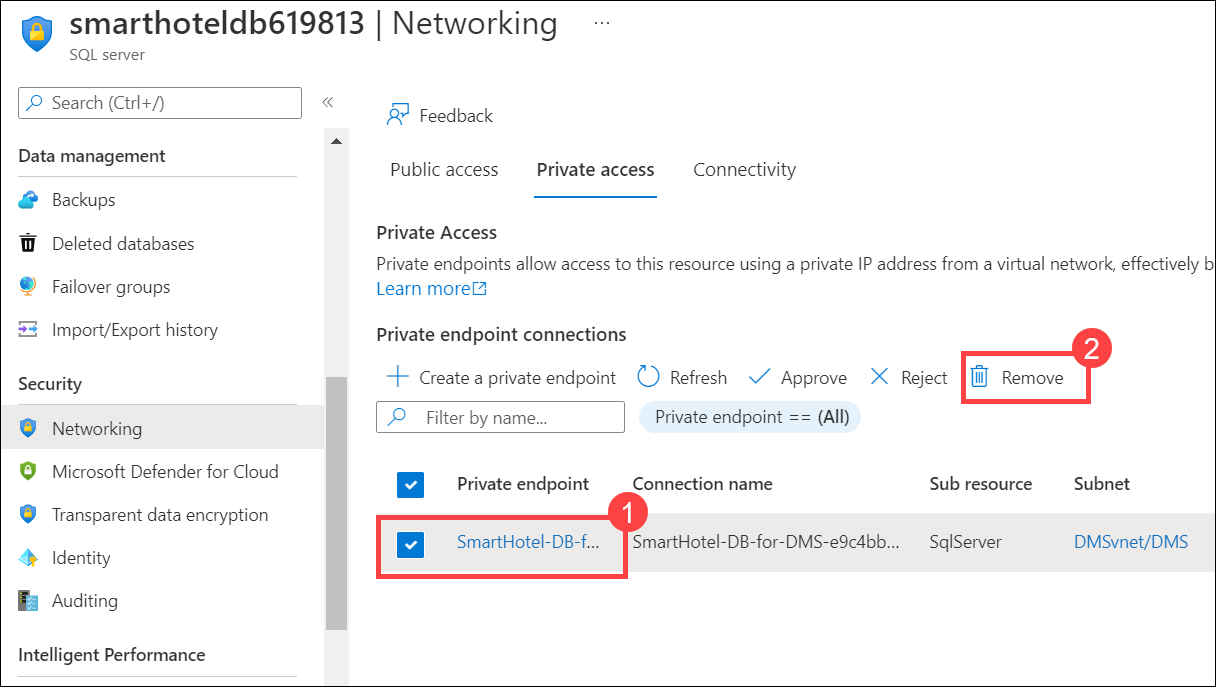 smarthoteldb619813 | Networking ...
SQL server
Search (Ctrl+/)
«
Data management
Backups
Deleted databases
Failover groups
Import/Export history
Security
Networking
Microsoft Defender for Cloud
Transparent data encryption
Identity
Auditing
Intelligent Performance
Feedback
Public access Private access Connectivity
Private Access
Private endpoints allow access to this resource using a private IP address from a virtual network, effectively b
Learn more
Private endpoint connections
2
Create a private endpoint Refresh Approve Reject Remove
Filter by name... Private endpoint == (All)
Private endpoint Connection name Sub resource Subnet
1
SmartHotel-DB-f... SmartHotel-DB-for-DMS-e9c4bb... SqlServer DMSvnet/DMS